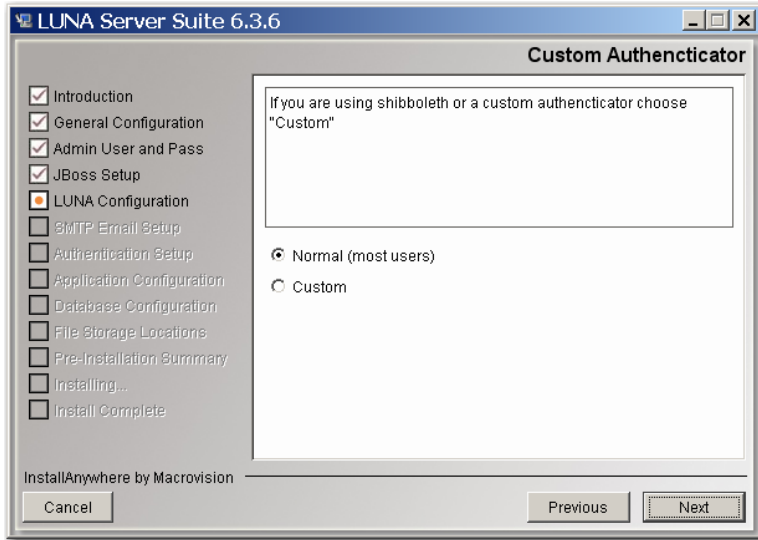 LUNA Server Suite 6.3.6
Custom Authencticator
Introduction
General Configuration
Admin User and Pass
JBoss Setup
LUNA Configuration
SMTP Email Setup
Authentication Setup
Application Configuration
Database Configuration
File Storage Locations
Pre-Installation Summary
Installing...
Install Complete
If you are using shibboleth or a custom authencticator choose
"Custom"
Normal (most users)
Custom
InstallAnywhere by Macrovision
Cancel
Previous
Next